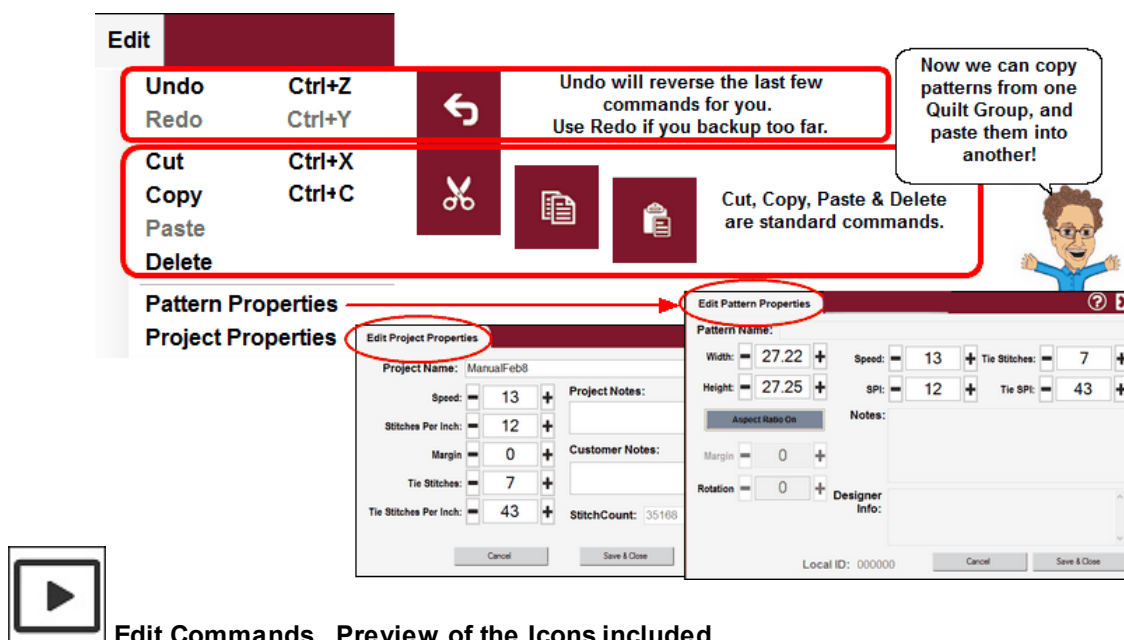 Edit
Undo Ctrl+Z
Redo Ctrl+Y
Undo will reverse the last few
commands for you.
Use Redo if you backup too far.
Now we can copy
patterns from one
Quilt Group, and
paste them into
another!
Cut Ctrl+X
Copy Ctrl+C
Paste
Delete
Cut, Copy, Paste & Delete
are standard commands.
Pattern Properties
Project Properties
Edit Project Properties
Project Name: ManualFeb8
Speed: 13
Stitches Per Inch: 12
Margin 0
Tie Stitches: 7
Tie Stitches Per Inch: 43
Project Notes:
Customer Notes:
StitchCount: 35168
Cancel Save & Close
Edit Pattern Properties
Pattern Name:
Width: 27.22
Height: 27.25
Aspect Ratio On
Margin 0
Rotation 0
Speed: 13
SPI: 12
Tie Stitches: 7
Tie SPI: 43
Notes:
Designer
Info:
Local ID: 000000
Cancel Save & Close
Edit Commands Preview of the Icons included